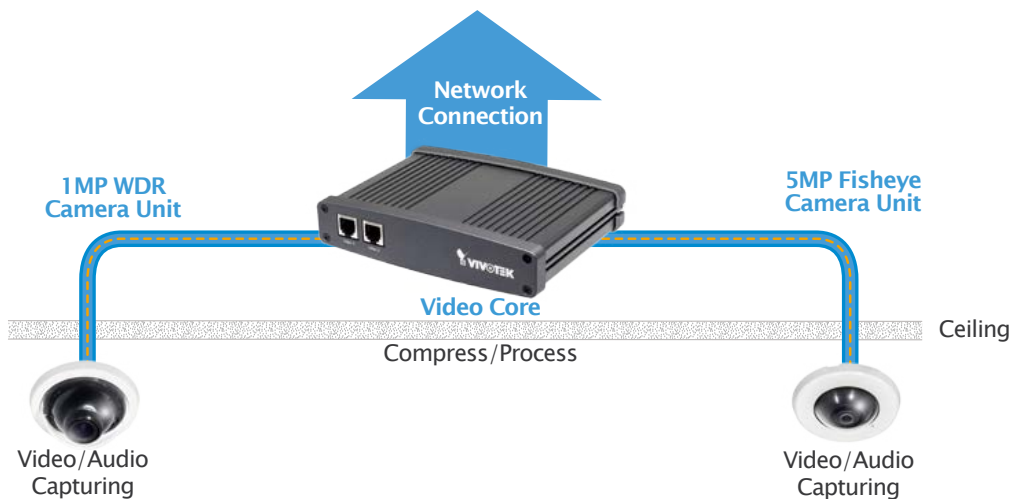 Network
Connection
1MP WDR
Camera Unit
5MP Fisheye
Camera Unit
VIVOTEK
Video Core
Ceiling
Compress/Process
Video/Audio
Capturing
Video/Audio
Capturing